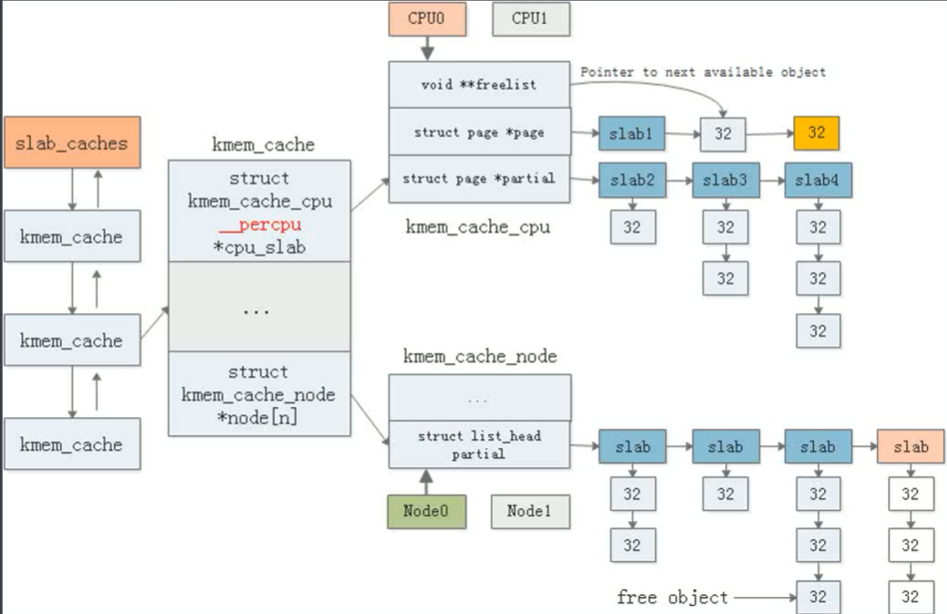 CPU0
CPU1
void **freelist
Pointer to next available object
struct page *page
slab1
32
32
slab_caches
kmem_cache
struct
kmem_cache_cpu
__percpu
*cpu_slab
struct page *partial
slab2
slab3
slab4
32
32
32
kmem_cache_cpu
kmem_cache
32
32
...
32
kmem_cache
kmem_cache_node
struct
kmem_cache_node
*node[n]
...
kmem_cache
struct list_head
partial
slab
slab
slab
slab
32
32
32
32
Node0
Node1
32
32
32
free object
32
32